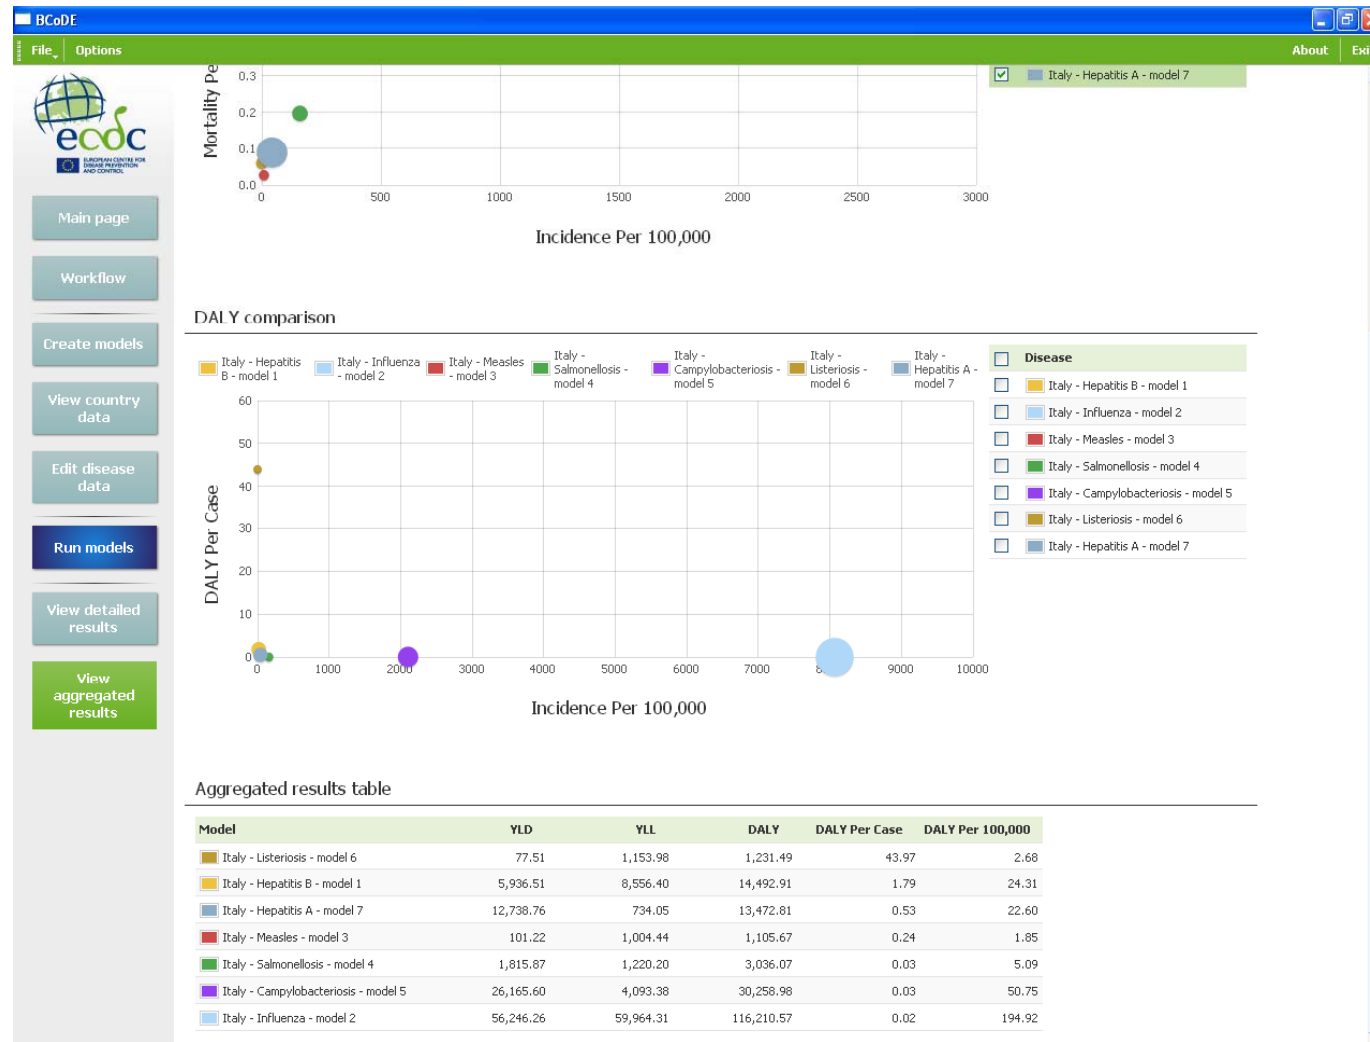 BCoDE
File Options About Exi
ecdc
EUROPEAN CENTRE FOR
DISEASE PREVENTION
AND CONTROL
Main page
Workflow
Create models
View country
data
Edit disease
data
Run models
View detailed
results
View
aggregated
results
Mortality Pe
0.3
0.2
0.1
0.0
0 500 1000 1500 2000 2500 3000
Incidence Per 100,000
Italy - Hepatitis A - model 7
DALY comparison
Italy - Hepatitis
B - model 1
Italy - Influenza
- model 2
Italy - Measles
- model 3
Italy -
Salmonellosis -
model 4
Italy -
Campylobacteriosis -
model 5
Italy -
Listeriosis -
model 6
Italy -
Hepatitis A -
model 7
DALY Per Case
60
50
40
30
20
10
0
0 1000 2000 3000 4000 5000 6000 7000 9000 10000
Incidence Per 100,000
Disease
Italy - Hepatitis B - model 1
Italy - Influenza - model 2
Italy - Measles - model 3
Italy - Salmonellosis - model 4
Italy - Campylobacteriosis - model 5
Italy - Listeriosis - model 6
Italy - Hepatitis A - model 7
Aggregated results table
Model YLD YLL DALY DALY Per Case DALY Per 100,000
Italy - Listeriosis - model 6 77.51 1,153.98 1,231.49 43.97 2.68
Italy - Hepatitis B - model 1 5,936.51 8,556.40 14,492.91 1.79 24.31
Italy - Hepatitis A - model 7 12,738.76 734.05 13,472.81 0.53 22.60
Italy - Measles - model 3 101.22 1,004.44 1,105.67 0.24 1.85
Italy - Salmonellosis - model 4 1,815.87 1,220.20 3,036.07 0.03 5.09
Italy - Campylobacteriosis - model 5 26,165.60 4,093.38 30,258.98 0.03 50.75
Italy - Influenza - model 2 56,246.26 59,964.31 116,210.57 0.02 194.92